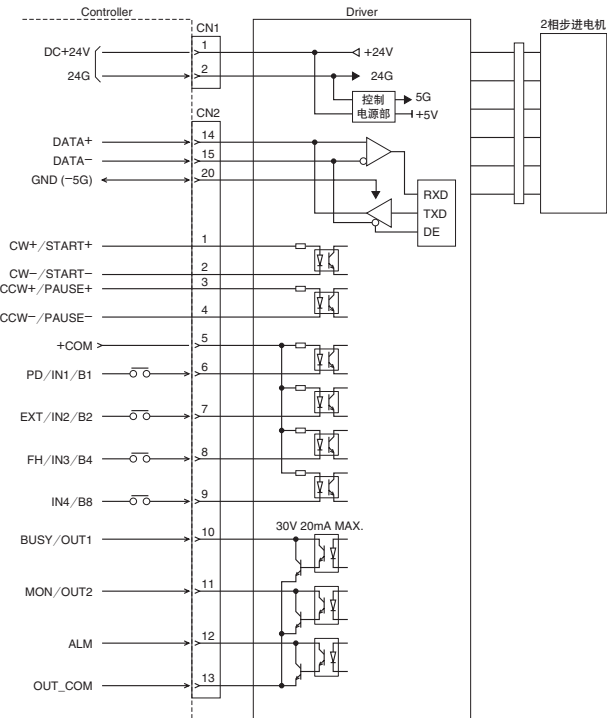 Controller
Driver
2相步进电机
CN1
DC+24V
1
+24V
24G
2
24G
控制
电源部
5G
+5V
CN2
DATA+
14
DATA−
15
GND (−5G)
20
RXD
TXD
DE
CW+/START+
1
CW−/START−
2
CCW+/PAUSE+
3
CCW−/PAUSE−
4
+COM
5
PD/IN1/B1
6
EXT/IN2/B2
7
FH/IN3/B4
8
IN4/B8
9
30V 20mA MAX.
BUSY/OUT1
10
MON/OUT2
11
ALM
12
OUT_COM
13